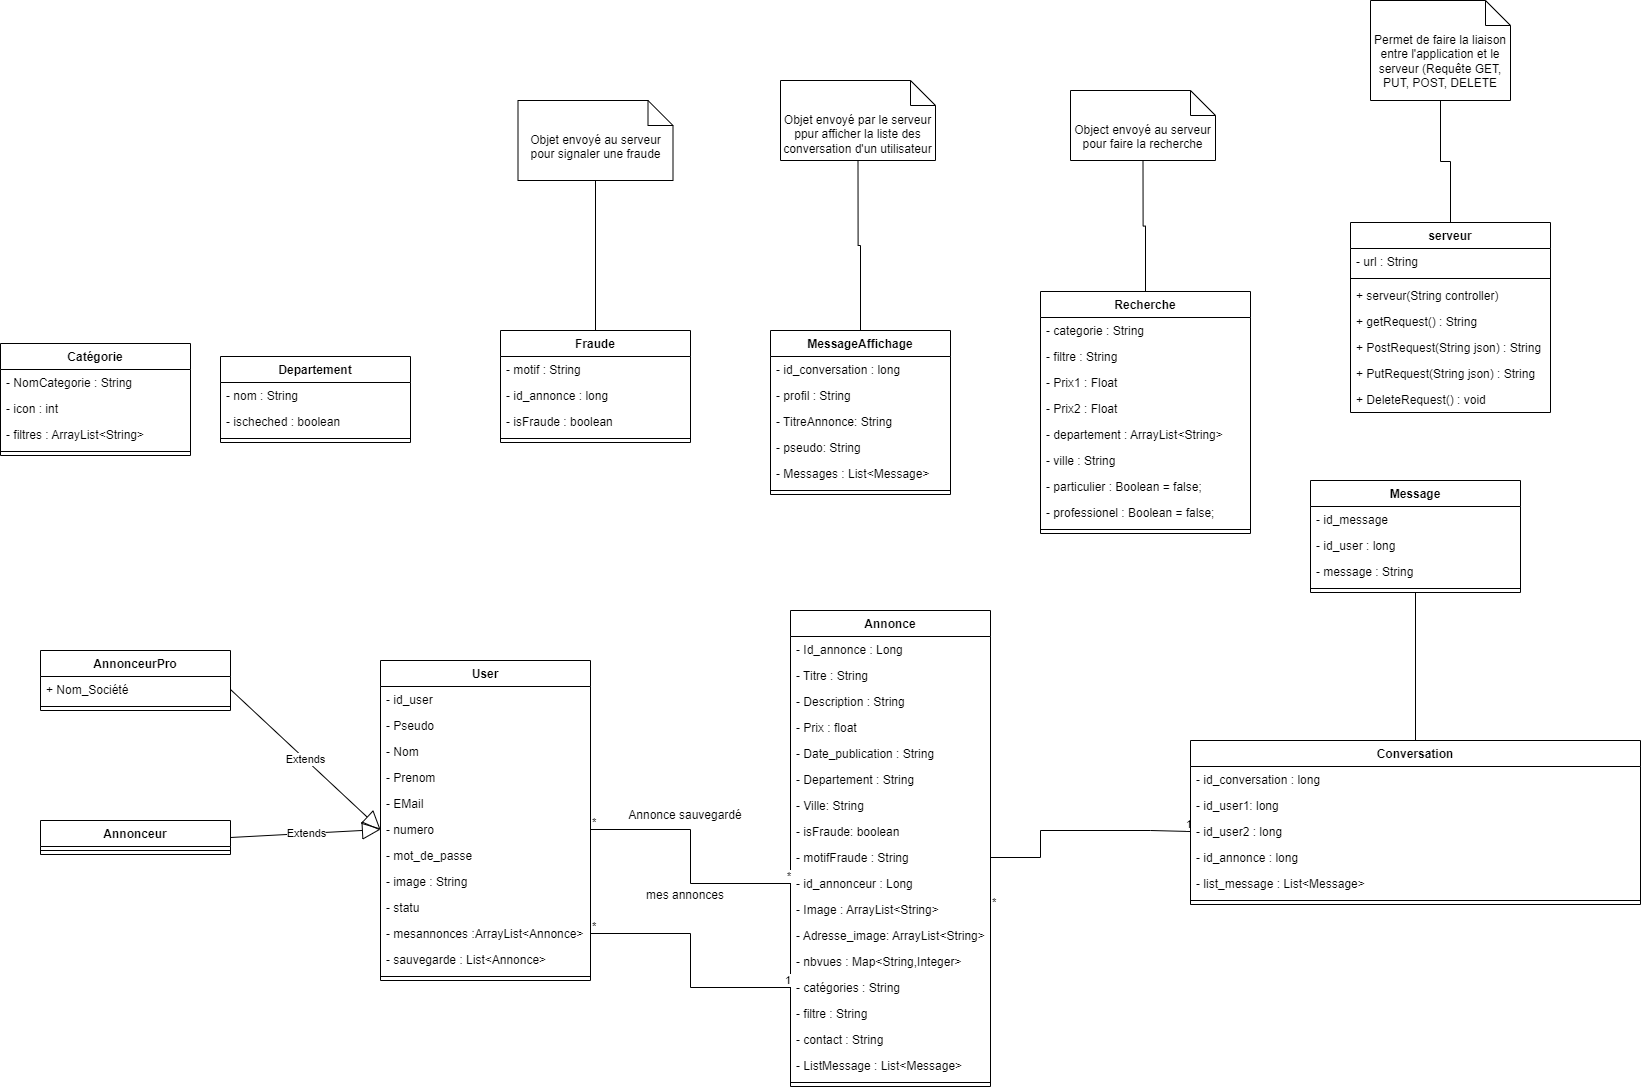 Permet de faire la liaison
entre l'application et le
serveur (Requête GET,
PUT, POST, DELETE
Objet envoyé au serveur
pour signaler une fraude
Objet envoyé par le serveur
ppur afficher la liste des
conversation d'un utilisateur
Object envoyé au serveur
pour faire la recherche
serveur
- url : String
+ serveur(String controller)
+ getRequest() : String
+ PostRequest(String json) : String
+ PutRequest(String json) : String
+ DeleteRequest() : void
Catégorie
- NomCategorie : String
- icon : int
- filtres : ArrayList<String>
Departement
- nom : String
- ischeched : boolean
Fraude
- motif : String
- id_annonce : long
- isFraude : boolean
MessageAffichage
- id_conversation : long
- profil : String
- TitreAnnonce: String
- pseudo: String
- Messages : List<Message>
Recherche
- categorie : String
- filtre : String
- Prix1 : Float
- Prix2 : Float
- departement : ArrayList<String>
- ville : String
- particulier : Boolean = false;
- professionel : Boolean = false;
Message
- id_message
- id_user : long
- message : String
AnnonceurPro
+ Nom_Société
Extends
Annonceur
Extends
User
- id_user
- Pseudo
- Nom
- Prenom
- EMail
- numero
- mot_de_passe
- image : String
- statu
- mesannonces :ArrayList<Annonce>
- sauvegarde : List<Annonce>
Annonce sauvegardé
*
*
mes annonces
*
1
Annonce
- Id_annonce : Long
- Titre : String
- Description : String
- Prix : float
- Date_publication : String
- Departement : String
- Ville: String
- isFraude: boolean
- motifFraude : String
- id_annonceur : Long
- Image : ArrayList<String>
- Adresse_image: ArrayList<String>
- nbvues : Map<String,Integer>
- catégories : String
- filtre : String
- contact : String
- ListMessage : List<Message>
*
1
Conversation
- id_conversation : long
- id_user1: long
- id_user2 : long
- id_annonce : long
- list_message : List<Message>